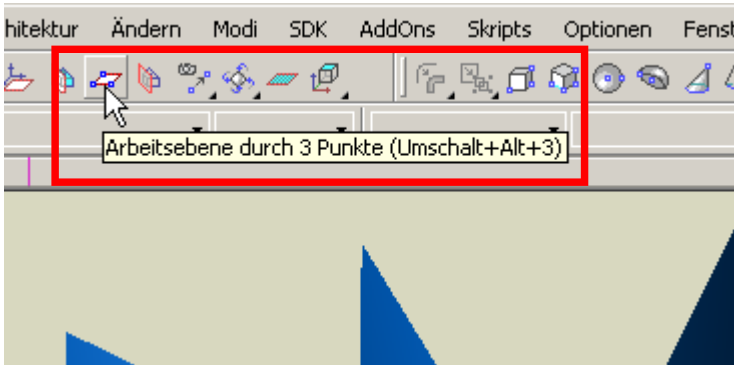 hitektur Ändern Modi SDK AddOns Skripts Optionen Fenst
Arbeitsebene durch 3 Punkte (Umschalt+Alt+3)